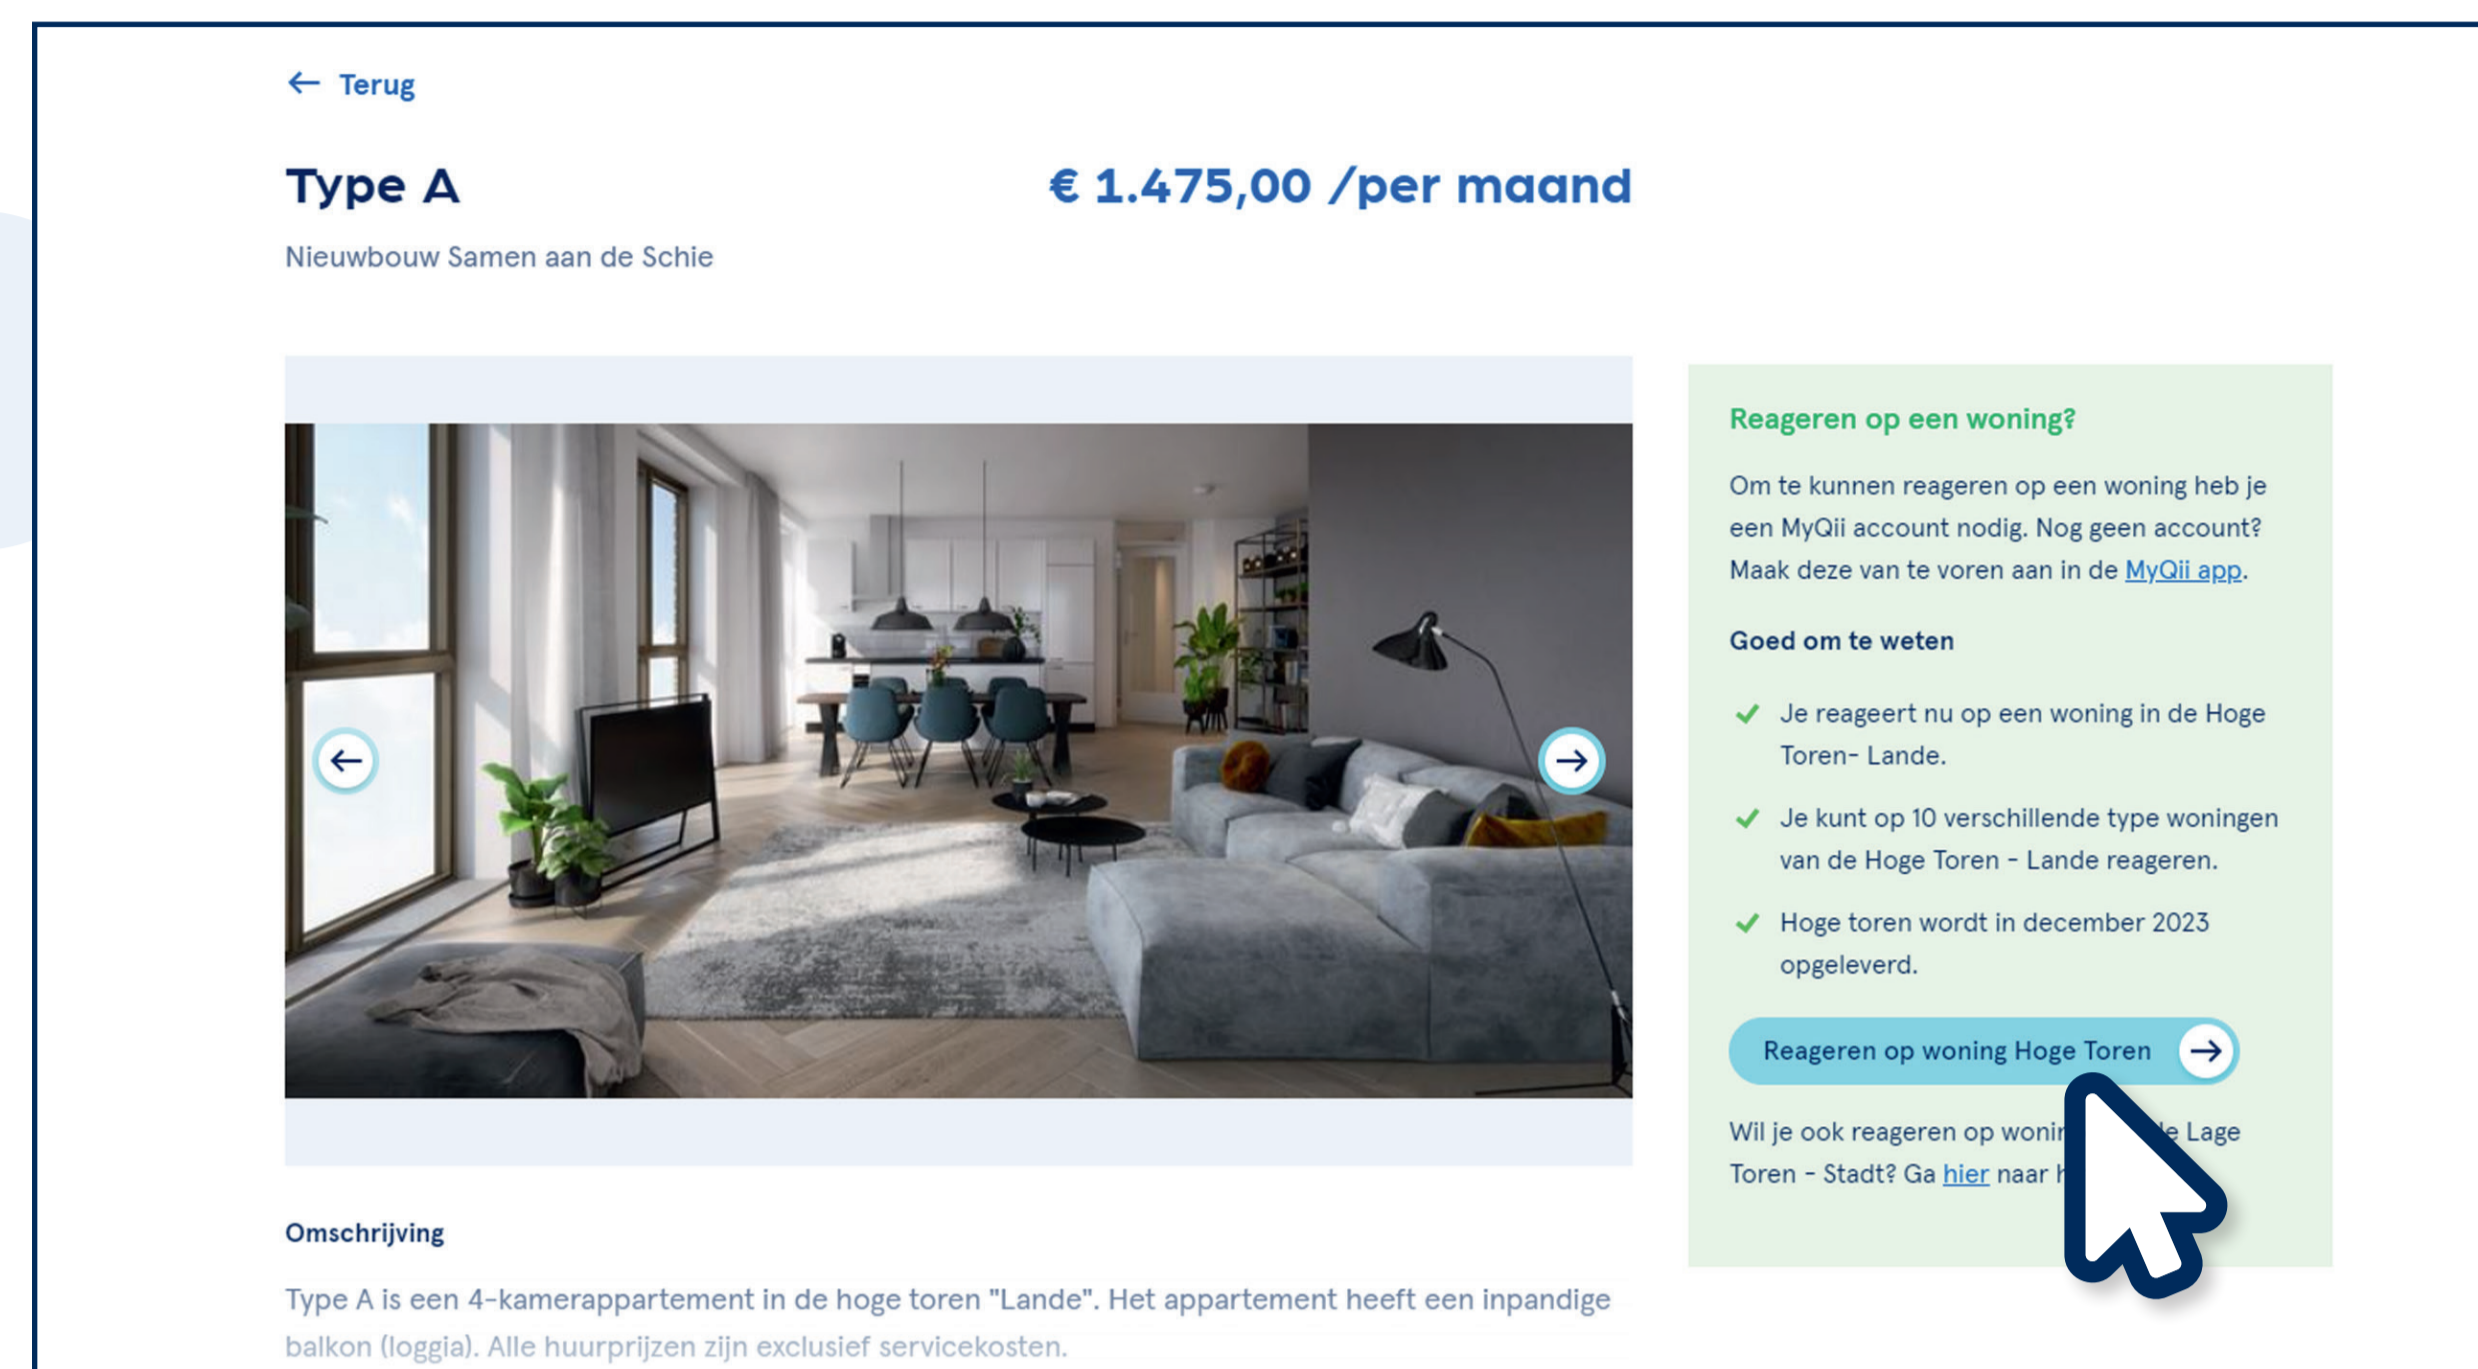 ← Terug
Type A
€ 1.475,00 /per maand
Nieuwbouw Samen aan de Schie
Reageren op een woning?
Om te kunnen reageren op een woning heb je
een MyQii account nodig. Nog geen account?
Maak deze van te voren aan in de MyQii app.
Goed om te weten
Je reageert nu op een woning in de Hoge
Toren- Lande.
Je kunt op 10 verschillende type woningen
van de Hoge Toren - Lande reageren.
Hoge toren wordt in december 2023
opgeleverd.
Reageren op woning Hoge Toren
Wil je ook reageren op Lage
Toren - Stadt? Ga hier naar
Omschrijving
Type A is een 4-kamerappartement in de hoge toren "Lande". Het appartement heeft een inpandige
balkon (loggia). Alle huurprijzen zijn exclusief servicekosten.